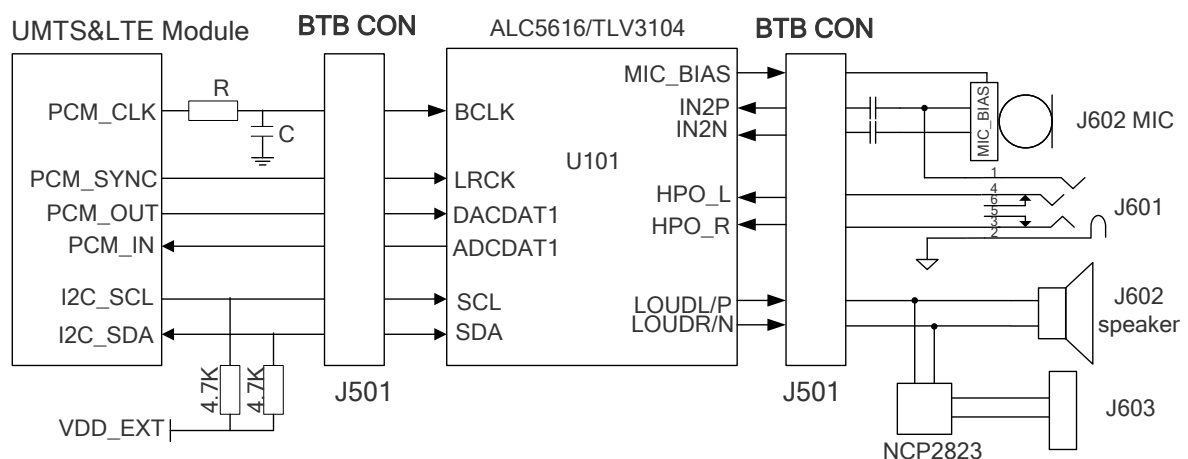 UMTS&LTE Module
BTB CON
ALC5616/TLV3104
BTB CON
PCM_CLK
R
C
PCM_SYNC
PCM_OUT
PCM_IN
I2C_SCL
I2C_SDA
4.7K
4.7K
VDD_EXT
J501
BCLK
LRCK
DACDAT1
ADCDAT1
SCL
SDA
U101
MIC_BIAS
IN2P
IN2N
HPO_L
HPO_R
LOUDL/P
LOUDR/N
J501
MIC_BIAS
J602 MIC
1
4
6
5
3
2
J601
J602
speaker
NCP2823
J603